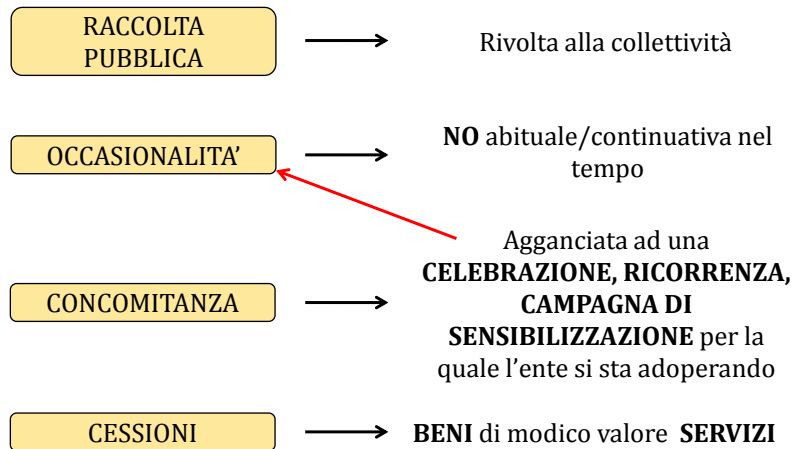 RACCOLTA
PUBBLICA
Rivolta alla collettività
OCCASIONALITA’
NO abituale/continuativa nel
tempo
CONCOMITANZA
Agganciata ad una
CELEBRAZIONE, RICORRENZA,
CAMPAGNA DI
SENSIBILIZZAZIONE per la
quale l’ente si sta adoperando
CESSIONI
BENI di modico valore SERVIZI